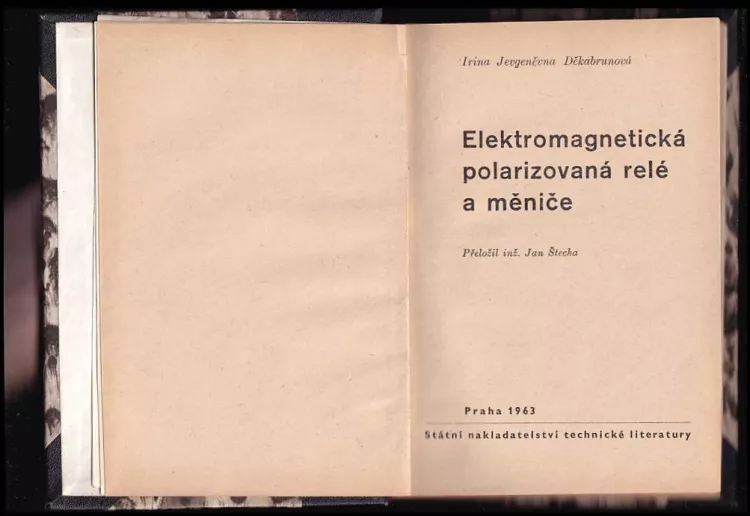 Irina Jevgeněvna Děkabrunová
Elektromagnetická
polarizovaná relé
a měniče
Přeložil inž. Jan Štecha
Praha 1963
Státní nakladatelství technické literatury